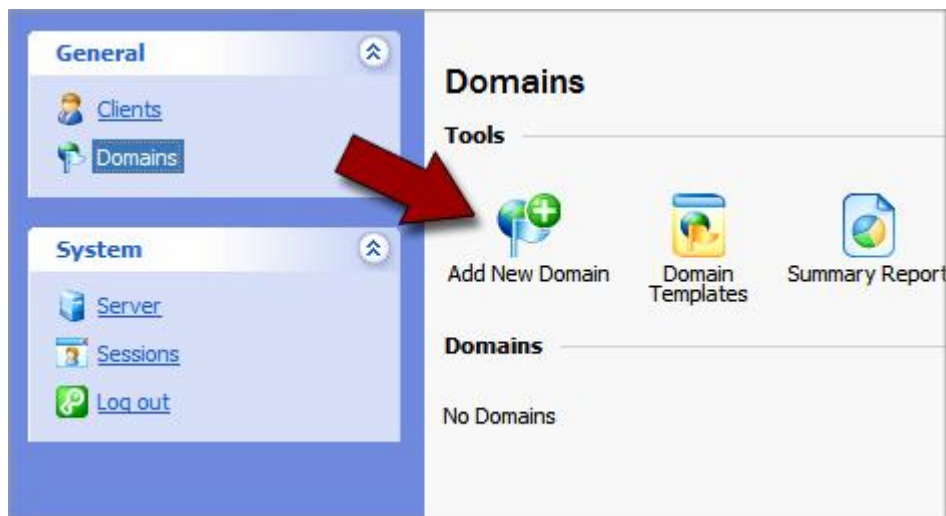 General
Clients
Domains
System
Server
Sessions
Log out
Domains
Tools
Add New Domain
Domain
Templates
Summary Report
Domains
No Domains